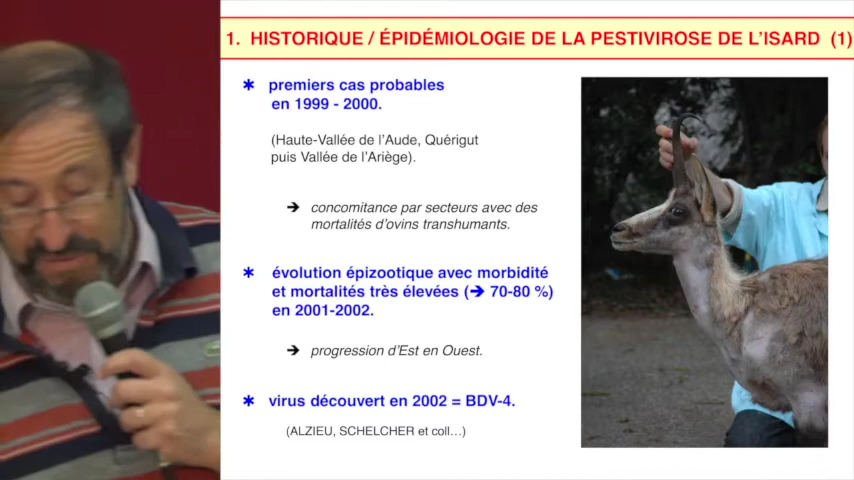 1. HISTORIQUE / ÉPIDÉMIOLOGIE DE LA PESTIVIROSE DE L'ISARD (1)
* premiers cas probables
en 1999 - 2000.
(Haute-Vallée de l'Aude, Quérigut
puis Vallée de l'Ariège).
➔ concomitance par secteurs avec des
mortalités d'ovins transhumants.
* évolution épizootique avec morbidité
et mortalités très élevées (➔ 70-80 %)
en 2001-2002.
➔ progression d'Est en Ouest.
* virus découvert en 2002 = BDV-4.
(ALZIEU, SCHELCHER et coll…)